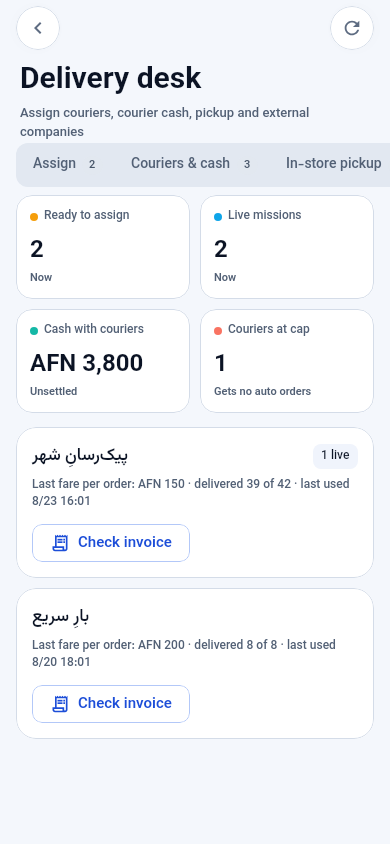 Delivery desk
Assign couriers, courier cash, pickup and external
companies
Assign 2 Couriers & cash 3 In-store pickup
Ready to assign
2
Now
Live missions
2
Now
Cash with couriers
AFN 3,800
Unsettled
Couriers at cap
1
Gets no auto orders
پیک‌رسانِ شهر
1 live
Last fare per order: AFN 150 · delivered 39 of 42 · last used
8/23 16:01
Check invoice
بارِ سریع
Last fare per order: AFN 200 · delivered 8 of 8 · last used
8/20 18:01
Check invoice